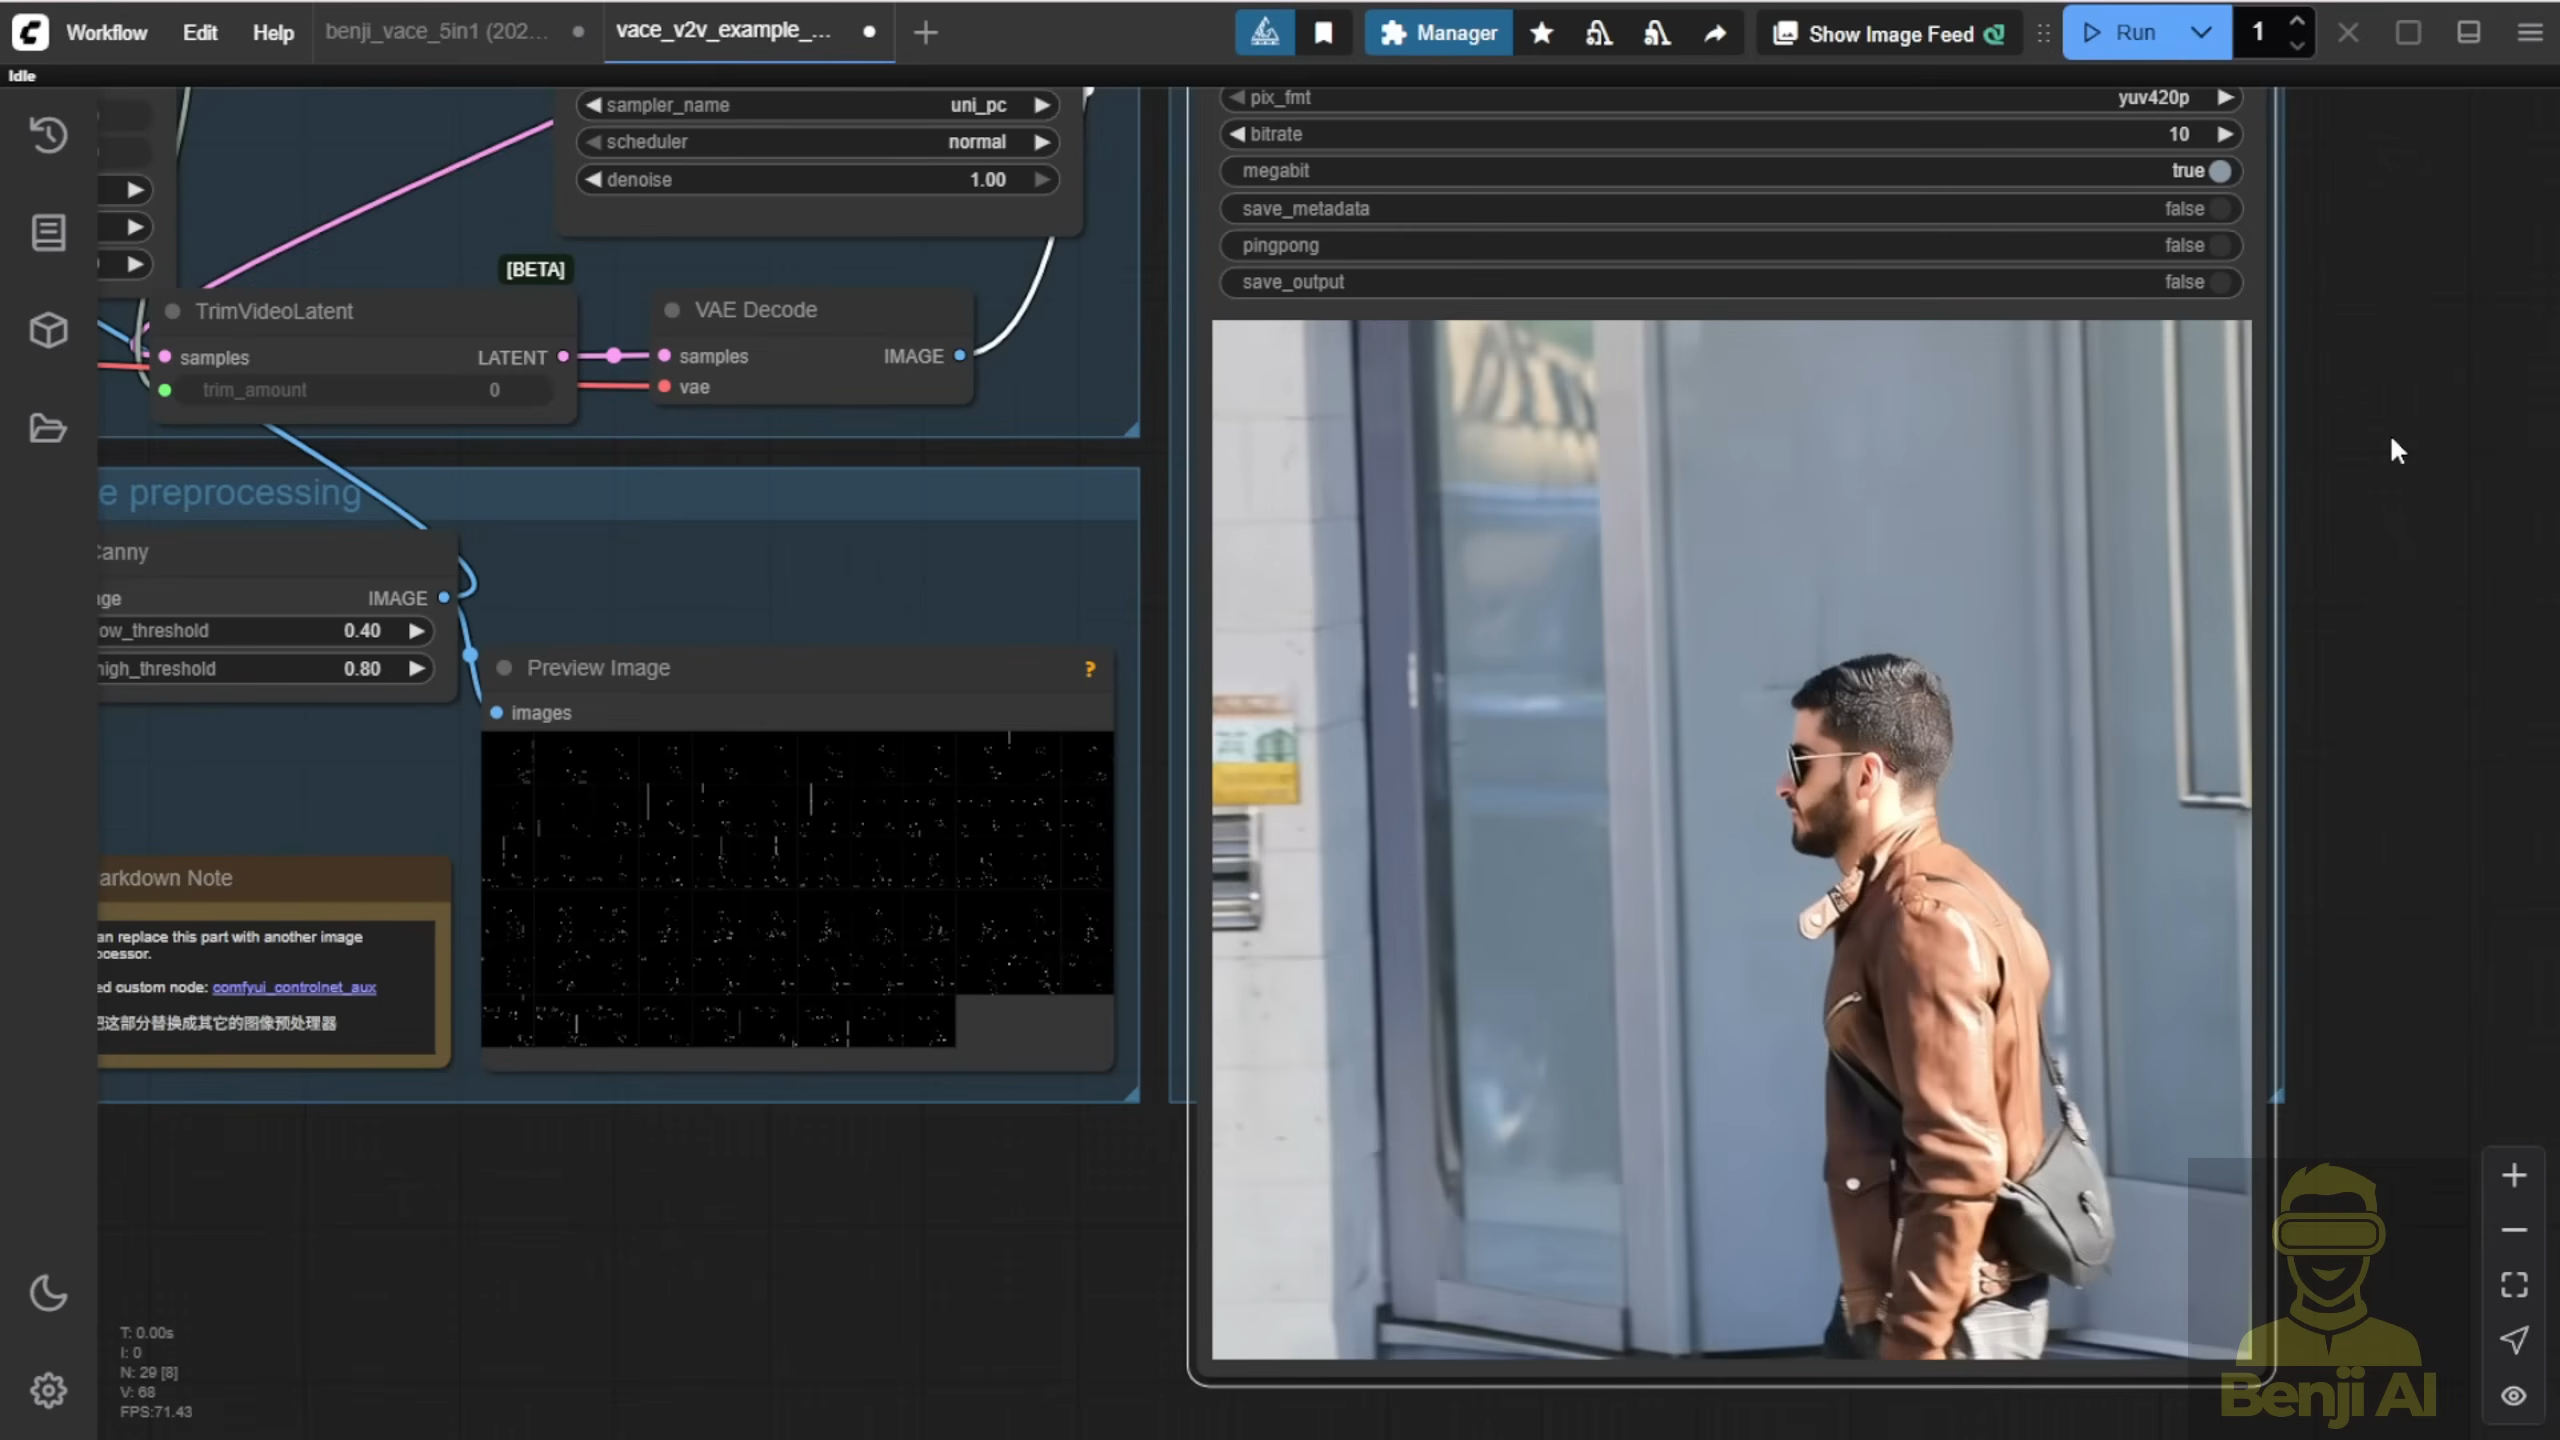 Workflow
Edit
Help
benji_vace_5in1 (202...
vace_v2v_example_...
Manager
Show Image Feed
Run
1
Idle
sampler_name uni_pc
scheduler normal
denoise 1.00
pix_fmt yuv420p
bitrate 10
megabit true
save_metadata false
pingpong false
save_output false
[BETA]
TrimVideoLatent
samples LATENT
trim_amount 0
VAE Decode
samples IMAGE
vae
e preprocessing
Canny
age IMAGE
ow_threshold 0.40
high_threshold 0.80
Preview Image ?
images
arkdown Note
an replace this part with another image
ocessor.
ed custom node: comfyui_controlnet_aux
把这部分替换成其它的图像预处理器
T: 0.00s
I: 0
N: 29 [8]
V: 68
FPS:71.43
Benji AI